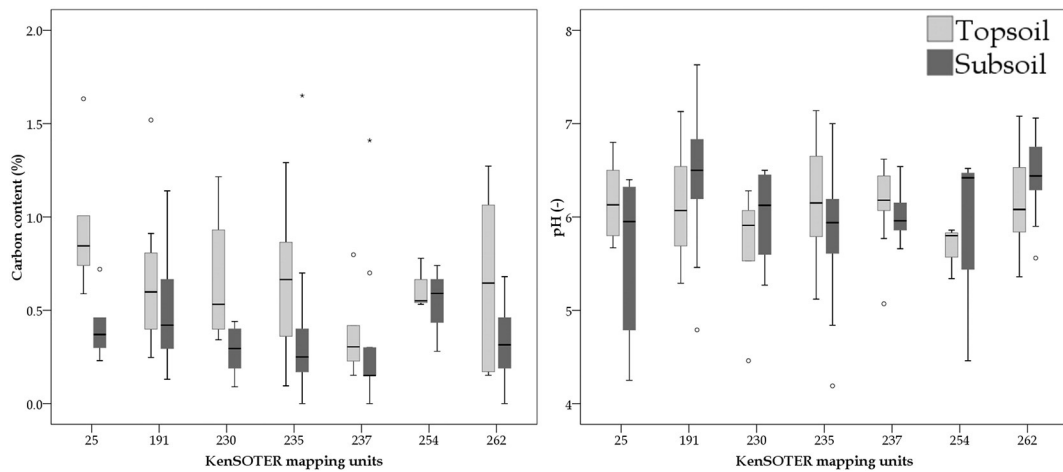 2.0
1.5
1.0
0.5
0.0
Carbon content (%)
25 191 230 235 237 254 262
KenSOTER mapping units
8
7
6
5
4
pH (-)
Topsoil
Subsoil
25 191 230 235 237 254 262
KenSOTER mapping units